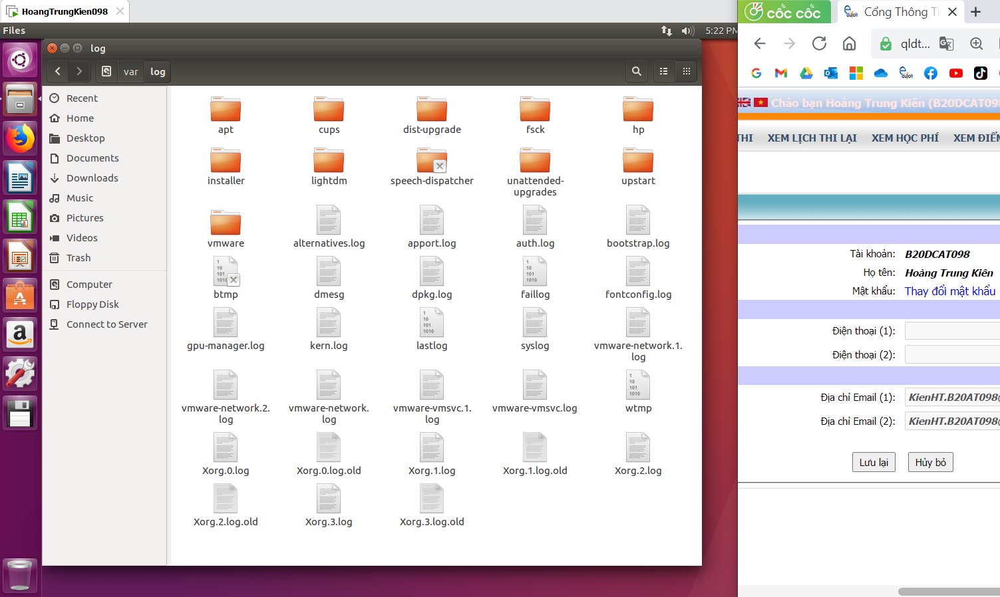 HoangTrungKien098
Files
5:22 PM
log
var
log
Recent
Home
Desktop
Documents
Downloads
Music
Pictures
Videos
Trash
Computer
Floppy Disk
Connect to Server
apt
cups
dist-upgrade
fsck
hp
installer
lightdm
speech-dispatcher
unattended-
upgrades
upstart
vmware
alternatives.log
apport.log
auth.log
bootstrap.log
btmp
dmesg
dpkg.log
faillog
fontconfig.log
gpu-manager.log
kern.log
lastlog
syslog
vmware-network.1.
log
vmware-network.2.
log
vmware-network.
log
vmware-vmsvc.1.
log
vmware-vmsvc.log
wtmp
Xorg.0.log
Xorg.0.log.old
Xorg.1.log
Xorg.1.log.old
Xorg.2.log
Xorg.2.log.old
Xorg.3.log
Xorg.3.log.old
cốc cốc
Cổng Thông T
qldt...
Chào bạn Hoàng Trung Kiên (B20DCAT098
THI XEM LỊCH THI LẠI XEM HỌC PHÍ XEM ĐIỂM
Tài khoản: B20DCAT098
Họ tên: Hoàng Trung Kiên
Mật khẩu: Thay đổi mật khẩu
Điện thoại (1):
Điện thoại (2):
Địa chỉ Email (1): KienHT.B20AT098@
Địa chỉ Email (2): KienHT.B20AT098@
Lưu lại Hủy bỏ